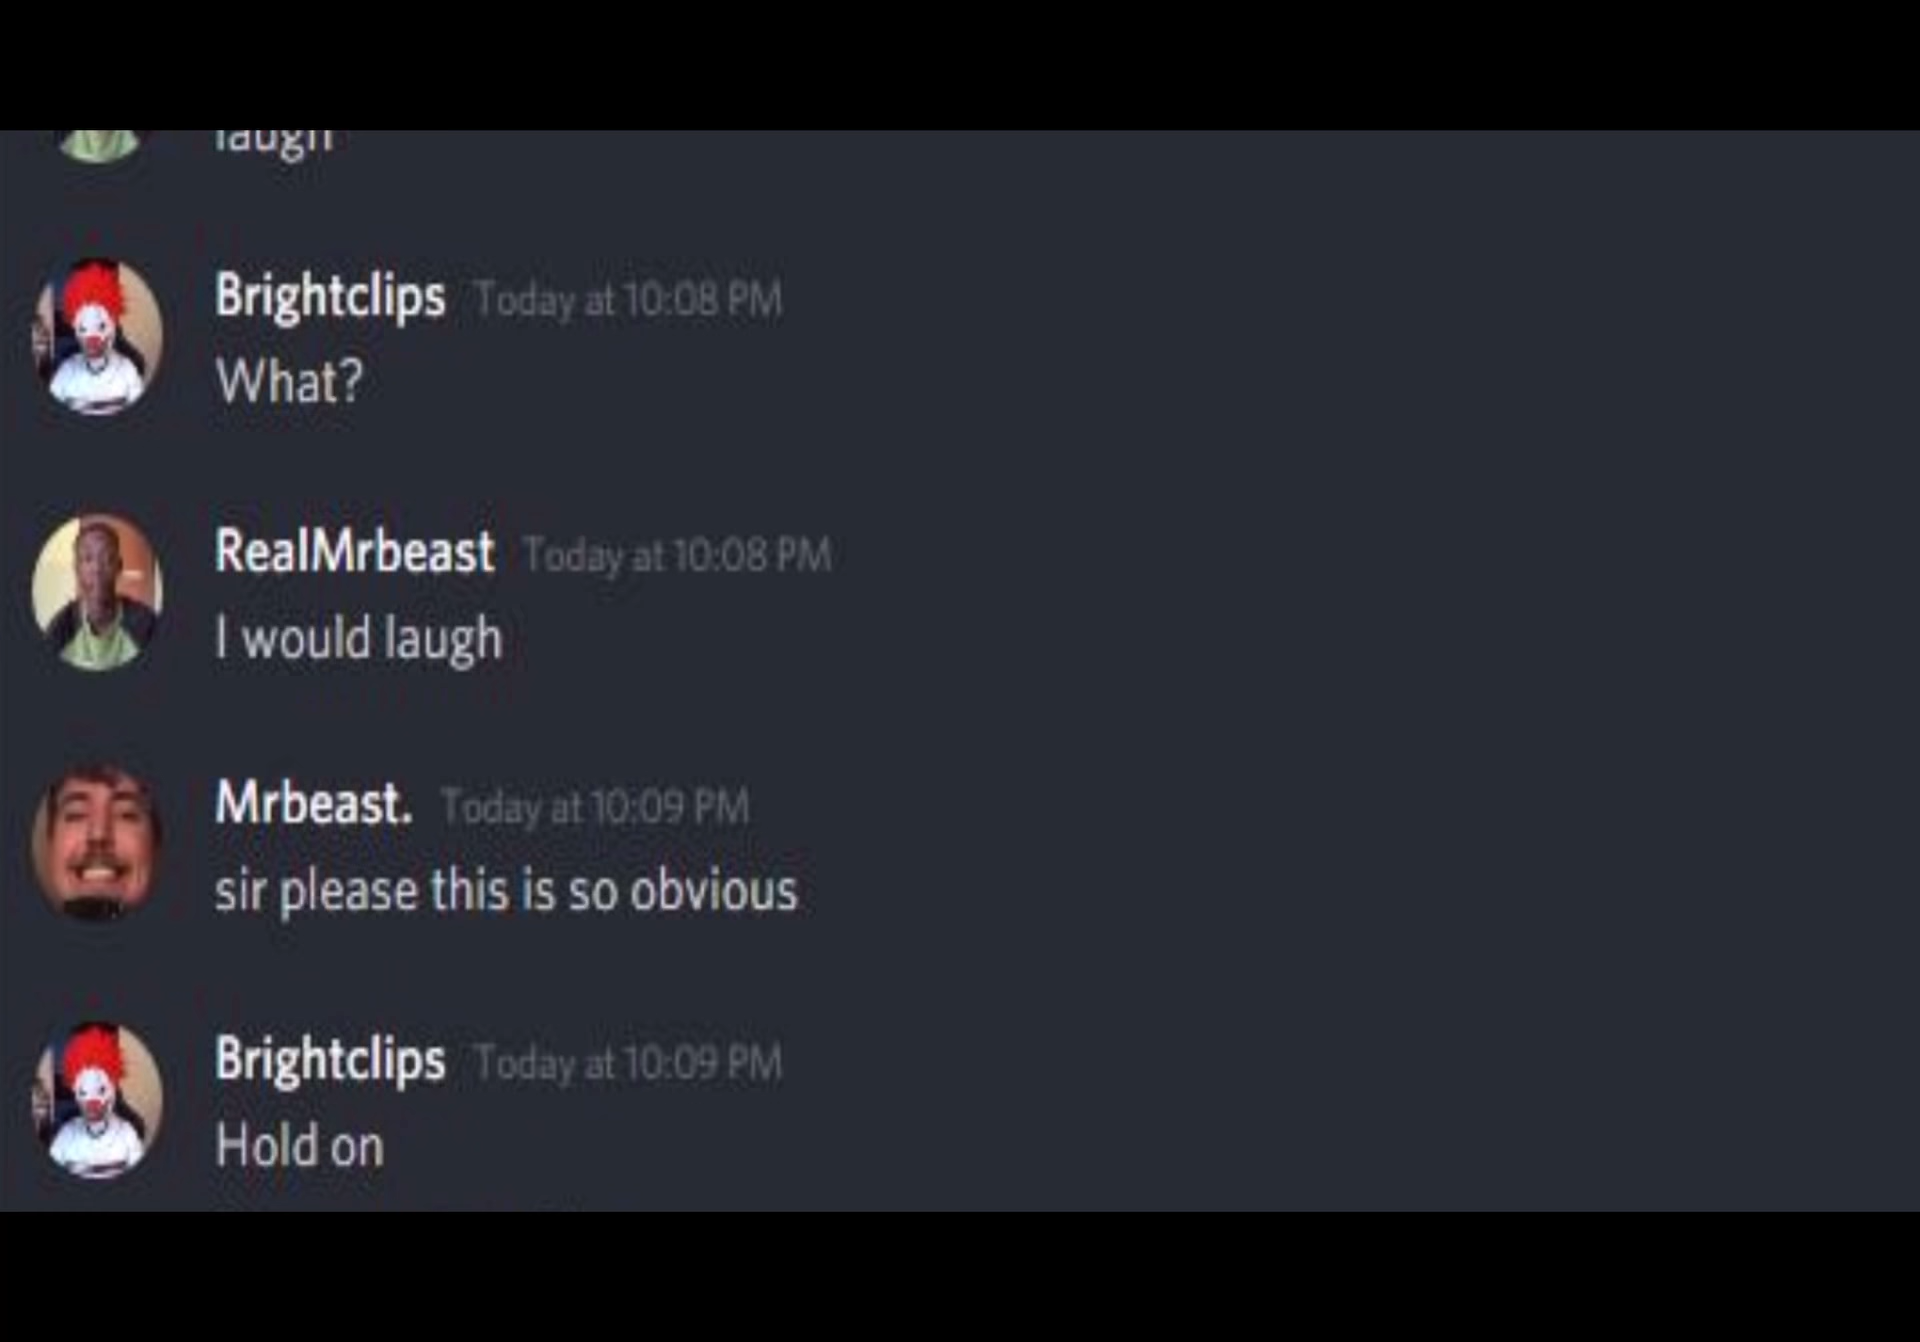 laugh
Brightclips Today at 10:08 PM
What?
RealMrbeast Today at 10:08 PM
I would laugh
Mrbeast. Today at 10:09 PM
sir please this is so obvious
Brightclips Today at 10:09 PM
Hold on